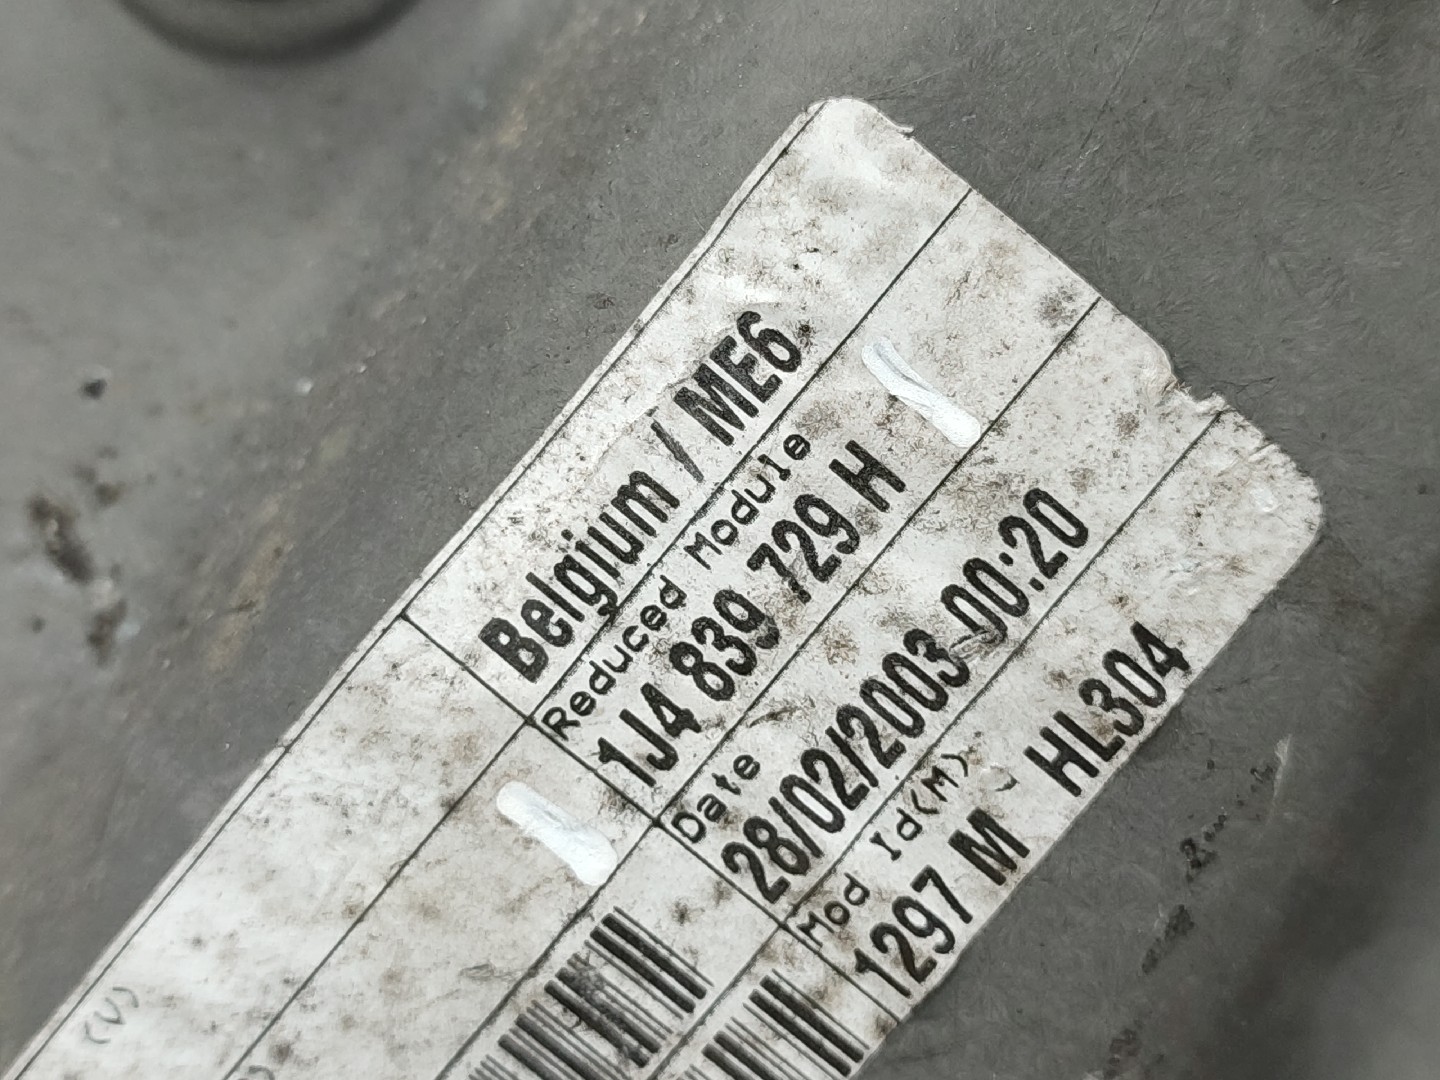 Belgium / ME6
Reduced Module
1J4 839 729 H
Date
28/02/2003 00:20
Mod Id(M)
1297 M HL304
(V)